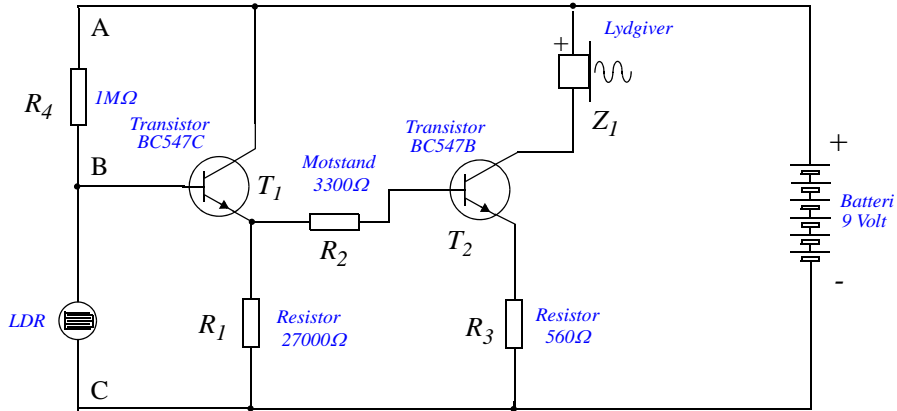 A
Lydgiver
+
R4
1MΩ
Z1
Transistor
BC547C
Transistor
BC547B
B
T1
Motstand
3300Ω
+
Batteri
9 Volt
R2
T2
-
LDR
R1
Resistor
27000Ω
R3
Resistor
560Ω
C